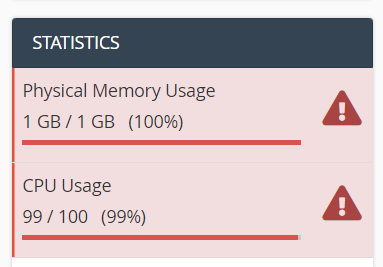 STATISTICS
Physical Memory Usage
1 GB / 1 GB (100%)
CPU Usage
99 / 100 (99%)